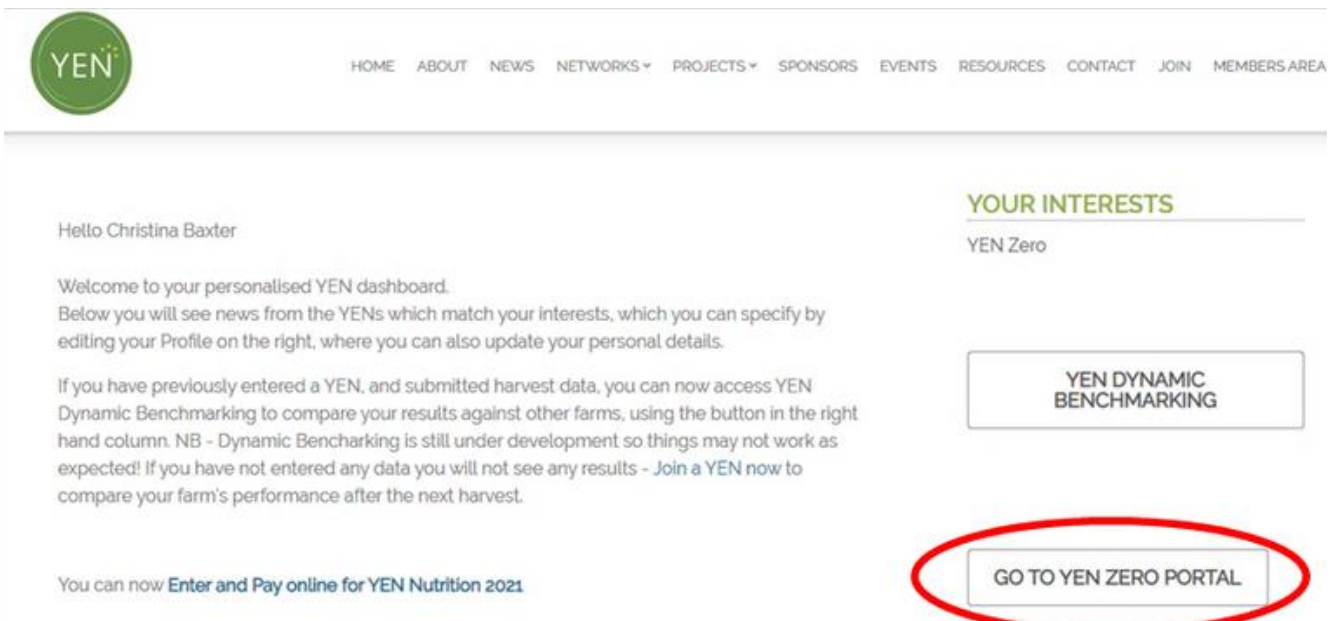 YEN
HOME ABOUT NEWS NETWORKS PROJECTS SPONSORS EVENTS RESOURCES CONTACT JOIN MEMBERS AREA
Hello Christina Baxter
Welcome to your personalised YEN dashboard.
Below you will see news from the YENs which match your interests, which you can specify by
editing your Profile on the right, where you can also update your personal details.
If you have previously entered a YEN, and submitted harvest data, you can now access YEN
Dynamic Benchmarking to compare your results against other farms, using the button in the right
hand column. NB - Dynamic Bencharking is still under development so things may not work as
expected! If you have not entered any data you will not see any results - Join a YEN now to
compare your farm's performance after the next harvest.
You can now Enter and Pay online for YEN Nutrition 2021
YOUR INTERESTS
YEN Zero
YEN DYNAMIC
BENCHMARKING
GO TO YEN ZERO PORTAL